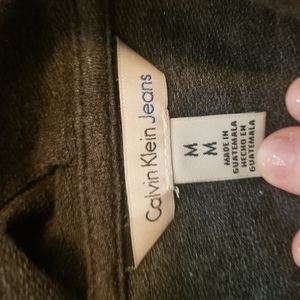 Calvin Klein Jeans
M
M
MADE IN
GUATEMALA
HECHO EN
GUATEMALA